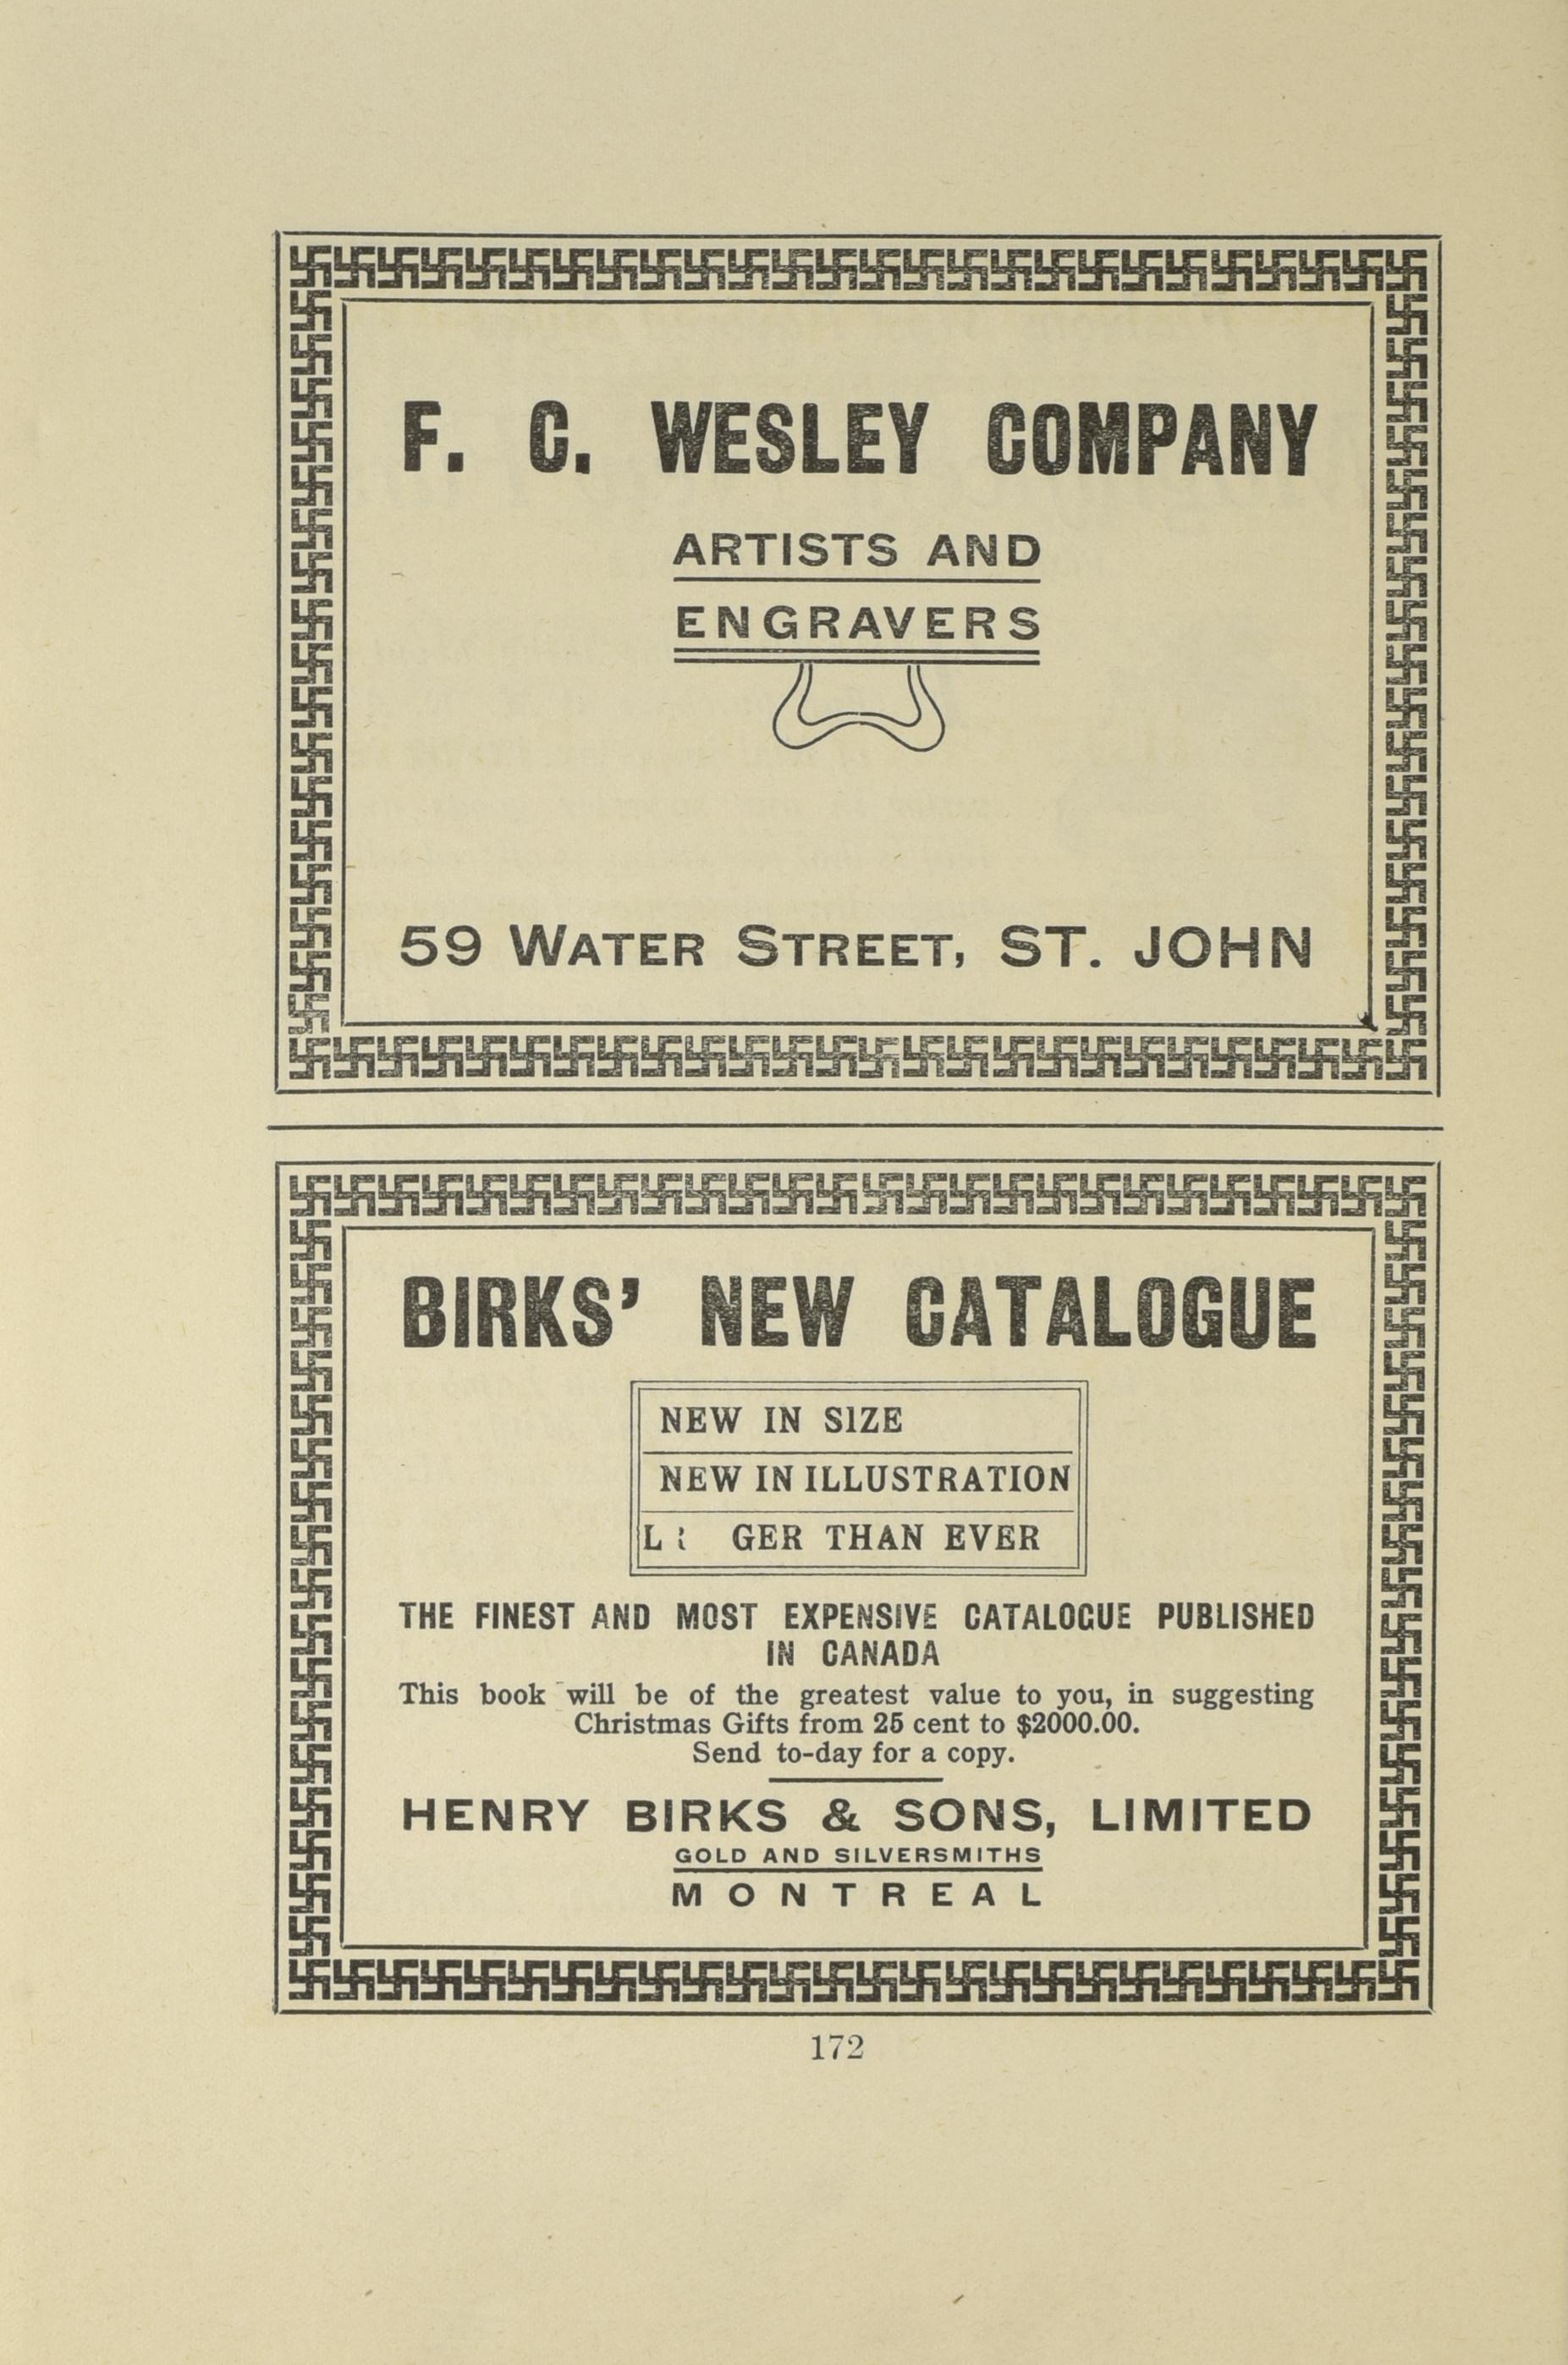 F. C. WESLEY COMPANY
ARTISTS AND
ENGRAVERS
59 WATER STREET, ST. JOHN
BIRKS' NEW CATALOGUE
NEW IN S1ZE
NEW IN ILLUSTRATION
L GER THAN EVER
THE FINEST AND MOST EXPENSIVE CATALOGUE PUBLISHED
IN CANADA
This book will be of the greatest value to you, in suggesting
Christmas Gifts from 25 cent to $2000.00.
Send to-day for a copy.
HENRY BIRKS & SONS, LIMITED
GOLD AND SILVERSMITHS
MONTREAL
172